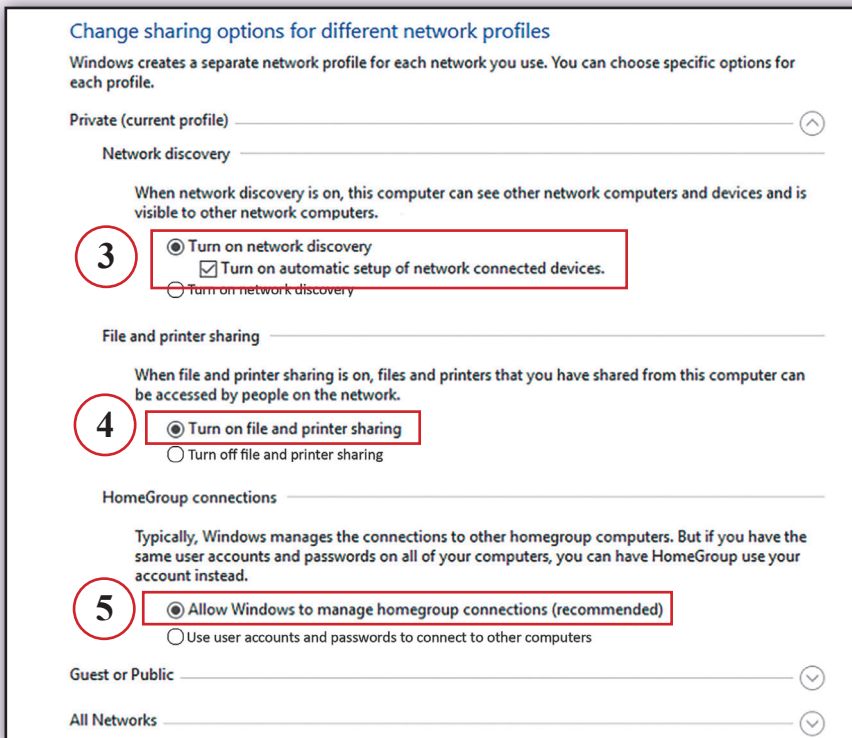 Change sharing options for different network profiles
Windows creates a separate network profile for each network you use. You can choose specific options for
each profile.
Private (current profile)
Network discovery
When network discovery is on, this computer can see other network computers and devices and is
visible to other network computers.
3
Turn on network discovery
Turn on automatic setup of network connected devices.
Turn on network discovery
File and printer sharing
When file and printer sharing is on, files and printers that you have shared from this computer can
be accessed by people on the network.
4
Turn on file and printer sharing
Turn off file and printer sharing
HomeGroup connections
Typically, Windows manages the connections to other homegroup computers. But if you have the
same user accounts and passwords on all of your computers, you can have HomeGroup use your
account instead.
5
Allow Windows to manage homegroup connections (recommended)
Use user accounts and passwords to connect to other computers
Guest or Public
All Networks